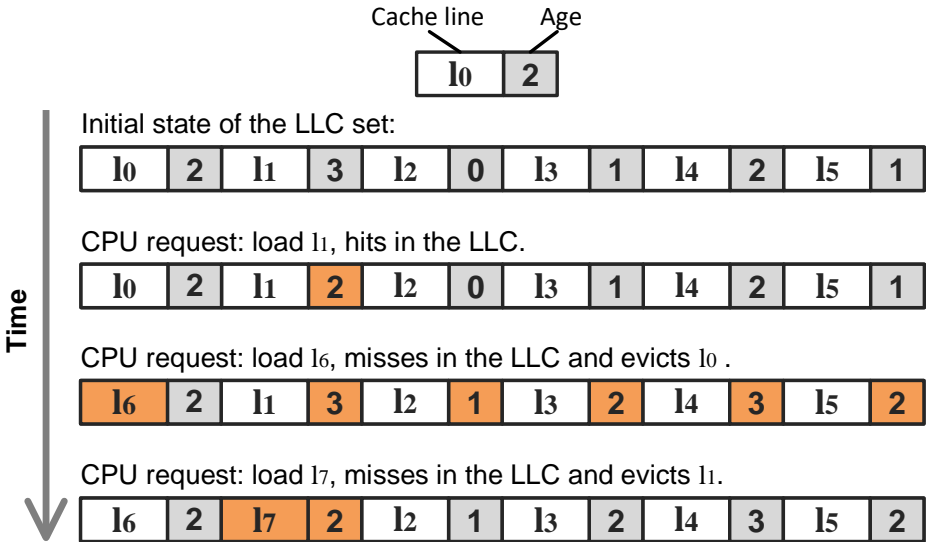 Cache line Age
l0 2
Initial state of the LLC set:
l0 2 l1 3 l2 0 l3 1 l4 2 l5 1
CPU request: load l1, hits in the LLC.
l0 2 l1 2 l2 0 l3 1 l4 2 l5 1
Time
CPU request: load l6, misses in the LLC and evicts l0 .
l6 2 l1 3 l2 1 l3 2 l4 3 l5 2
CPU request: load l7, misses in the LLC and evicts l1.
l6 2 l7 2 l2 1 l3 2 l4 3 l5 2